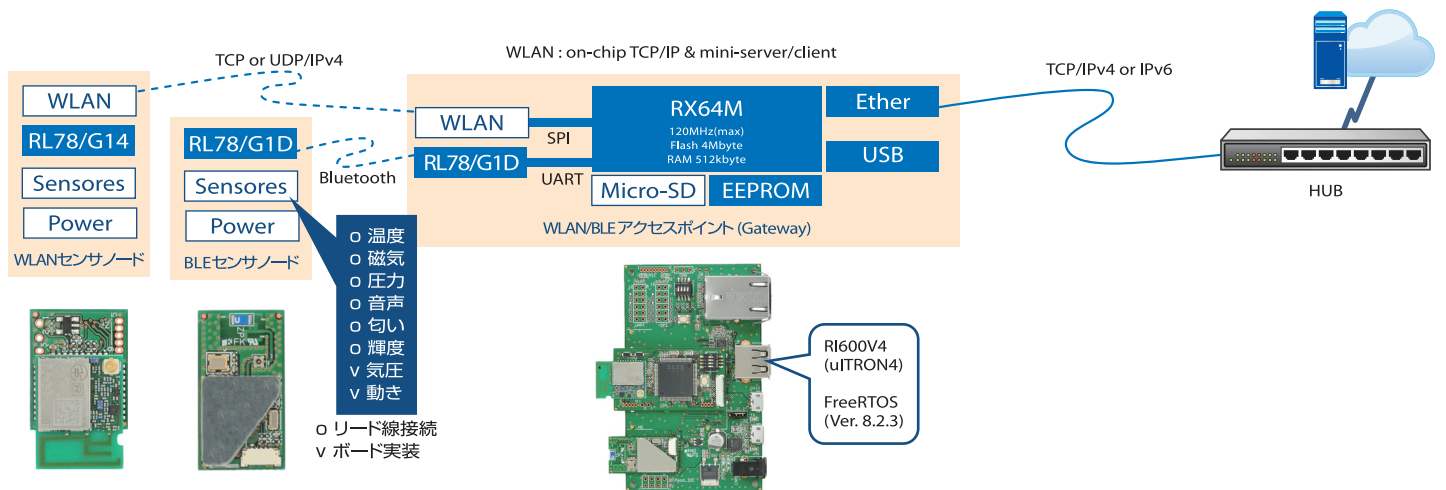 TCP or UDP/IPv4
WLAN : on-chip TCP/IP & mini-server/client
TCP/IPv4 or IPv6
WLAN
RL78/G14
Sensores
Power
WLANセンサノード
RL78/G1D
Sensores
Power
BLEセンサノード
Bluetooth
WLAN
RL78/G1D
SPI
UART
RX64M
120MHz(max)
Flash 4Mbyte
RAM 512kbyte
Micro-SD
EEPROM
Ether
USB
WLAN/BLEアクセスポイント(Gateway)
HUB
o 温度
o 磁気
o 圧力
o 音声
o 匂い
o 輝度
v 気圧
v 動き
o リード線接続
v ボード実装
RI600V4
(uITRON4)
FreeRTOS
(Ver. 8.2.3)